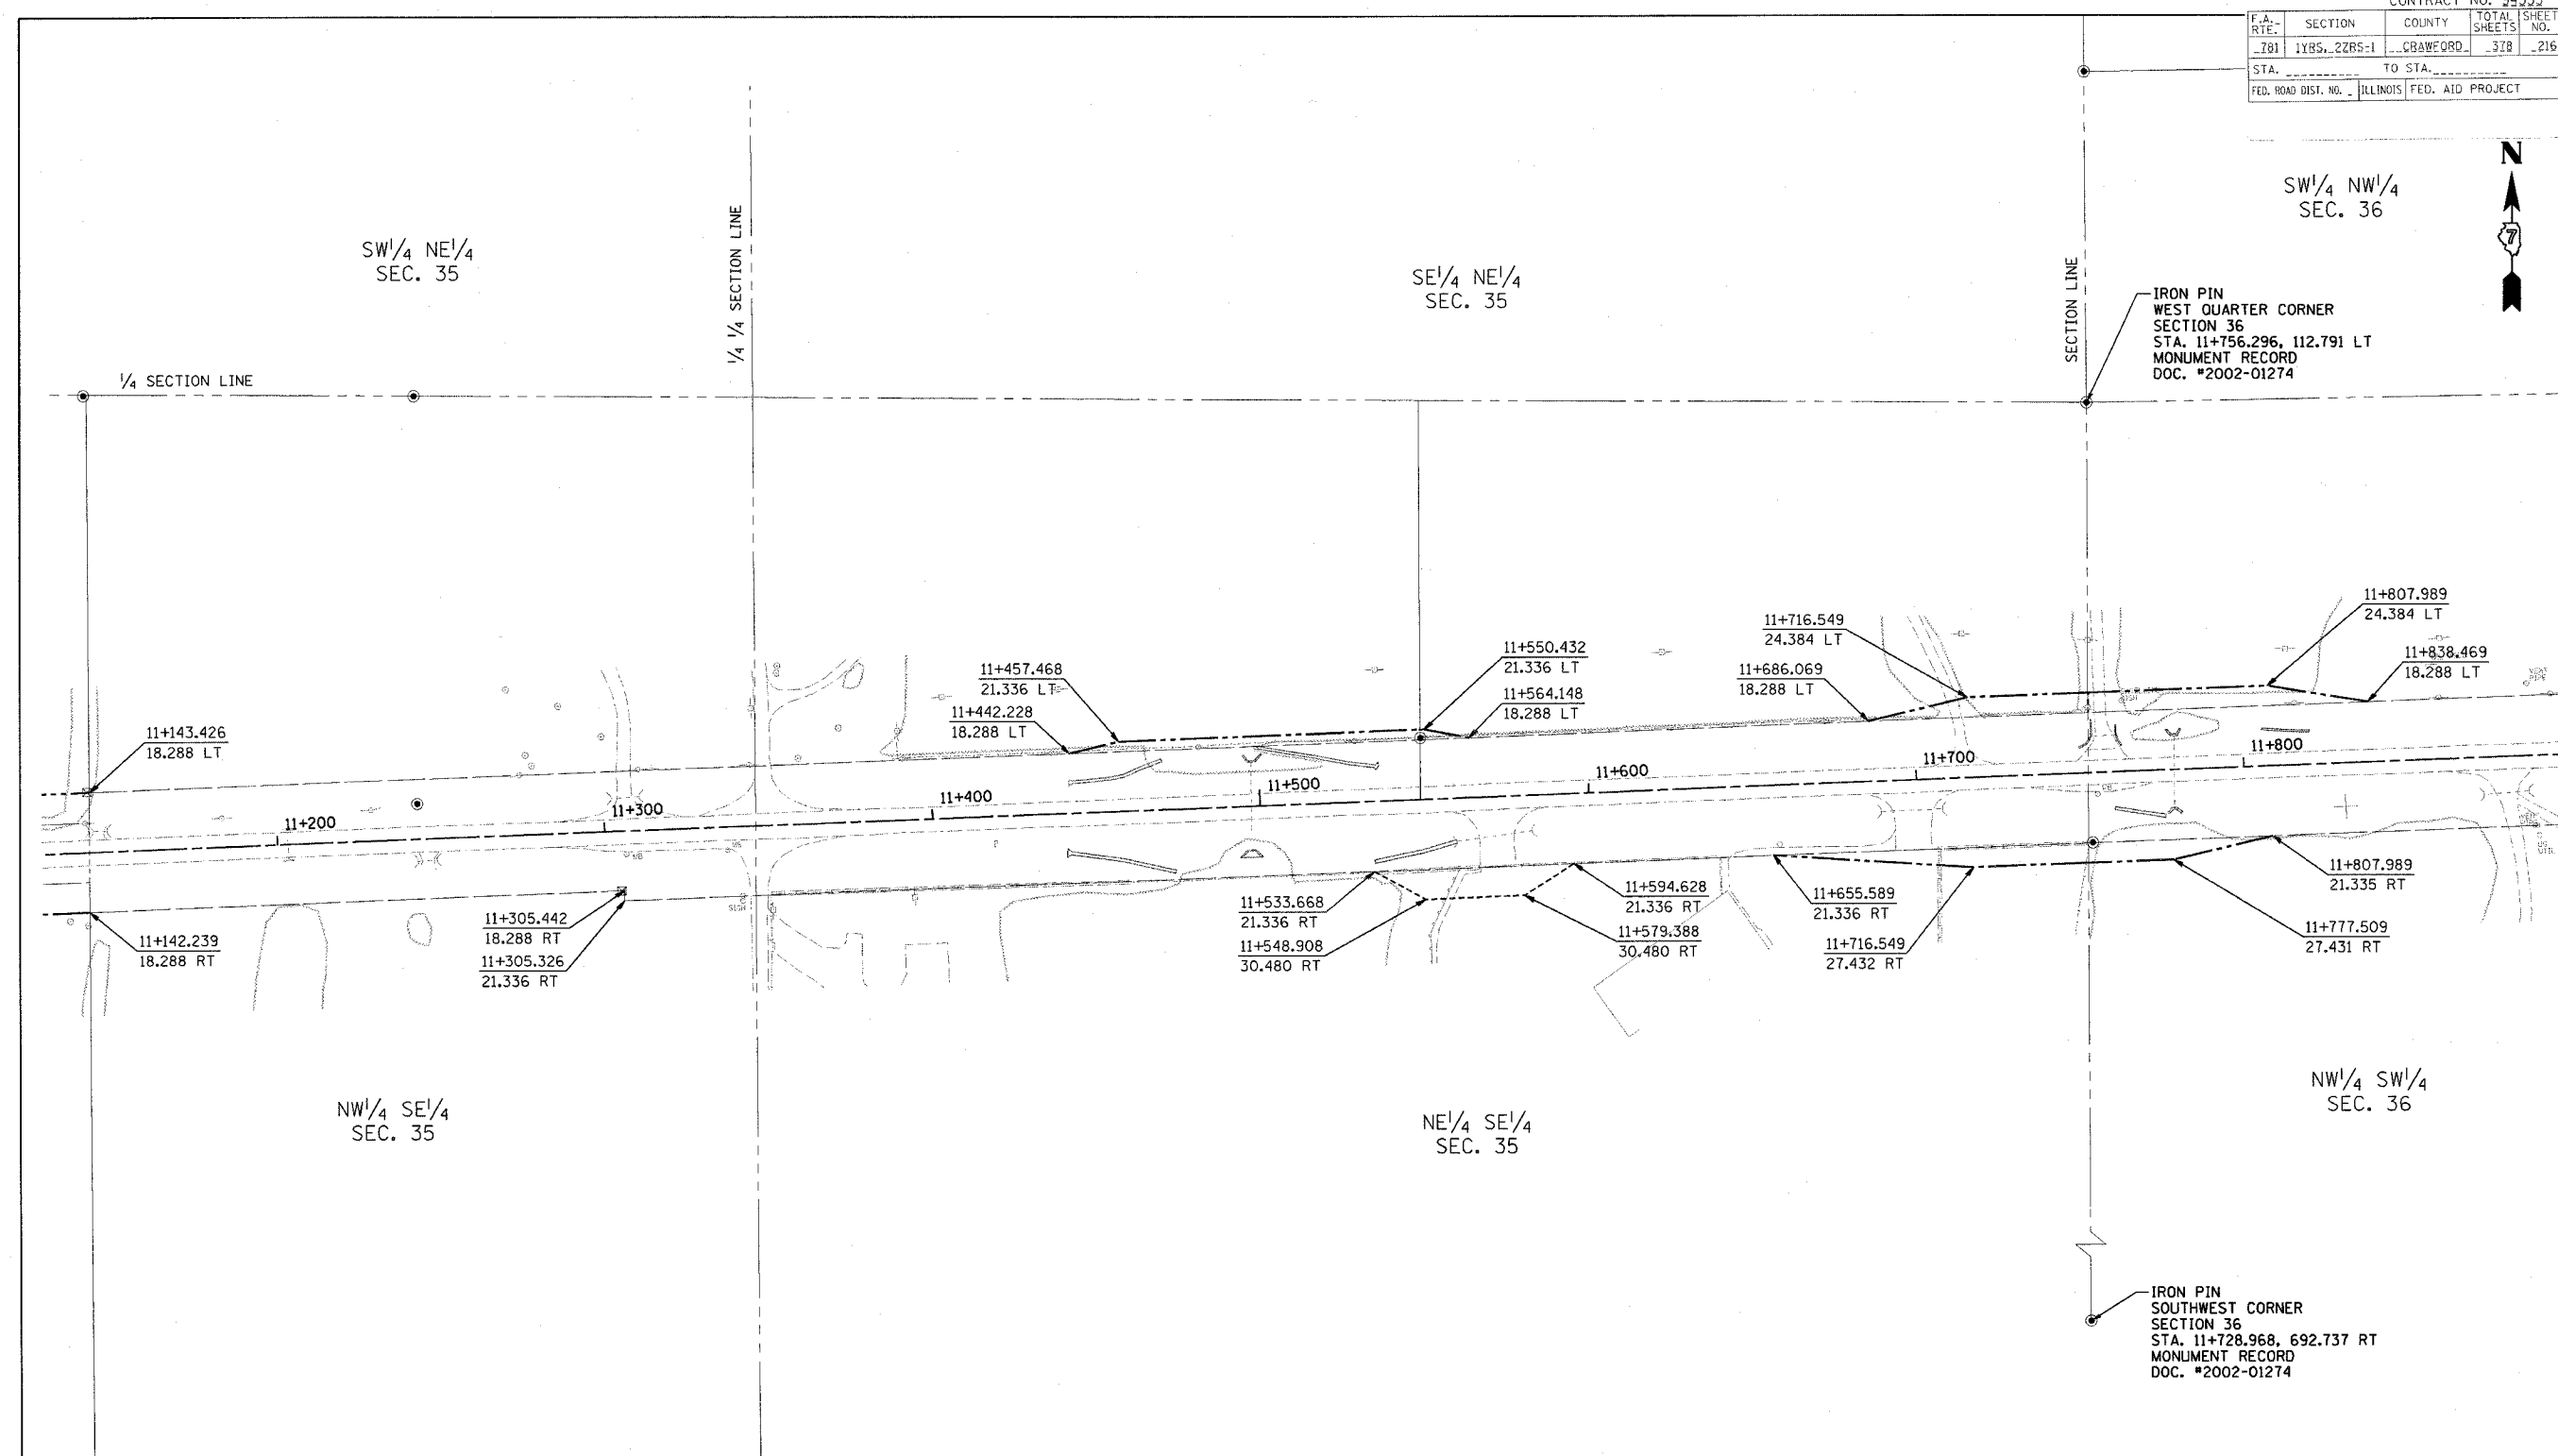 CONTRACT NO.
F.A. RTE.
SECTION
COUNTY
TOTAL SHEETS
SHEET NO.
781
1YRS, 2ZRS-1
CRAWFORD
378
216
STA.
TO STA.
FED. ROAD DIST. NO.
ILLINOIS
FED. AID PROJECT
N
7
SW1/4 NW1/4
SEC. 36
SW1/4 NE1/4
SEC. 35
1/4 1/4 SECTION LINE
SE1/4 NE1/4
SEC. 35
SECTION LINE
IRON PIN
WEST QUARTER CORNER
SECTION 36
STA. 11+756.296, 112.791 LT
MONUMENT RECORD
DOC. #2002-01274
1/4 SECTION LINE
11+143.426
18.288 LT
11+457.468
21.336 LT
11+442.228
18.288 LT
11+550.432
21.336 LT
11+564.148
18.288 LT
11+716.549
24.384 LT
11+686.069
18.288 LT
11+807.989
24.384 LT
11+838.469
18.288 LT
VENT
PIPE
11+200
11+300
11+400
11+500
11+600
11+700
11+800
MB
SIGN
P
11+142.239
18.288 RT
11+305.442
18.288 RT
11+305.326
21.336 RT
11+533.668
21.336 RT
11+548.908
30.480 RT
11+594.628
21.336 RT
11+579.388
30.480 RT
11+655.589
21.336 RT
11+716.549
27.432 RT
11+807.989
21.335 RT
11+777.509
27.431 RT
NW1/4 SE1/4
SEC. 35
NE1/4 SE1/4
SEC. 35
NW1/4 SW1/4
SEC. 36
IRON PIN
SOUTHWEST CORNER
SECTION 36
STA. 11+728.968, 692.737 RT
MONUMENT RECORD
DOC. #2002-01274